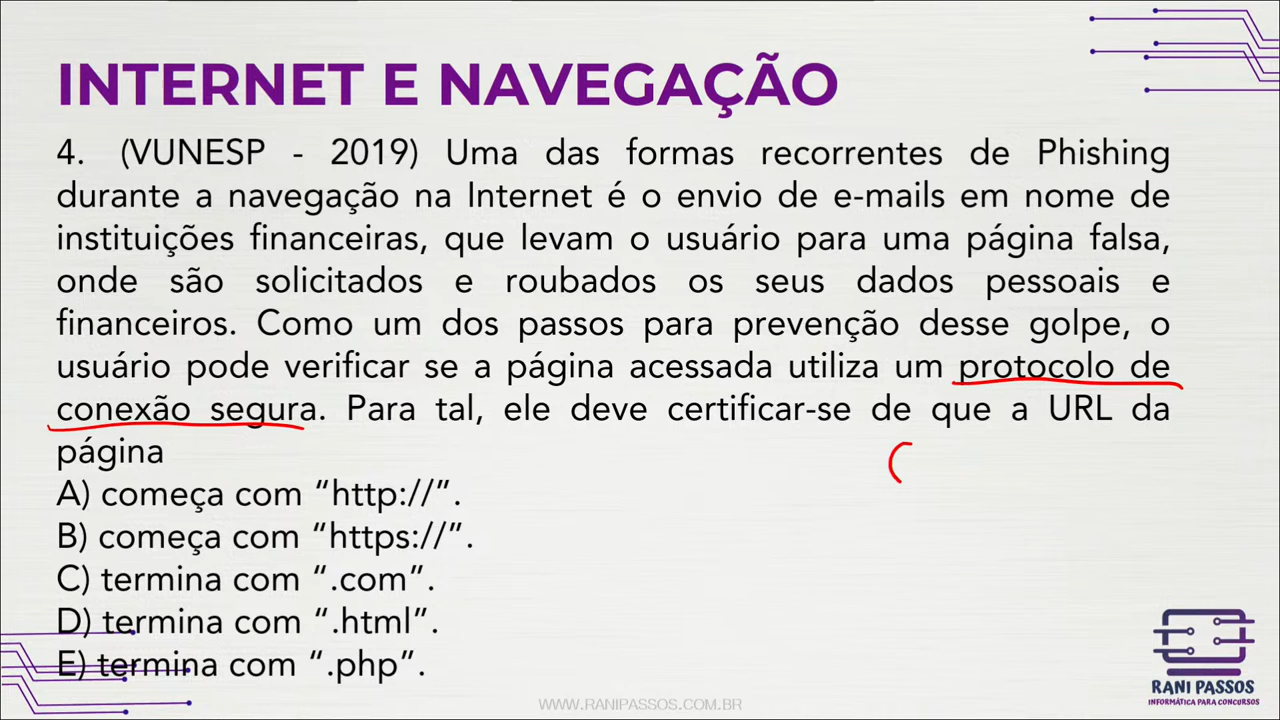 INTERNET E NAVEGAÇÃO
4. (VUNESP - 2019) Uma das formas recorrentes de Phishing
durante a navegação na Internet é o envio de e-mails em nome de
instituições financeiras, que levam o usuário para uma página falsa,
onde são solicitados e roubados os seus dados pessoais e
financeiros. Como um dos passos para prevenção desse golpe, o
usuário pode verificar se a página acessada utiliza um protocolo de
conexão segura. Para tal, ele deve certificar-se de que a URL da
página
A) começa com “http://”.
B) começa com “https://”.
C) termina com “.com”.
D) termina com “.html”.
E) termina com “.php”.
RANI PASSOS
INFORMÁTICA PARA CONCURSOS
WWW.RANIPASSOS.COM.BR